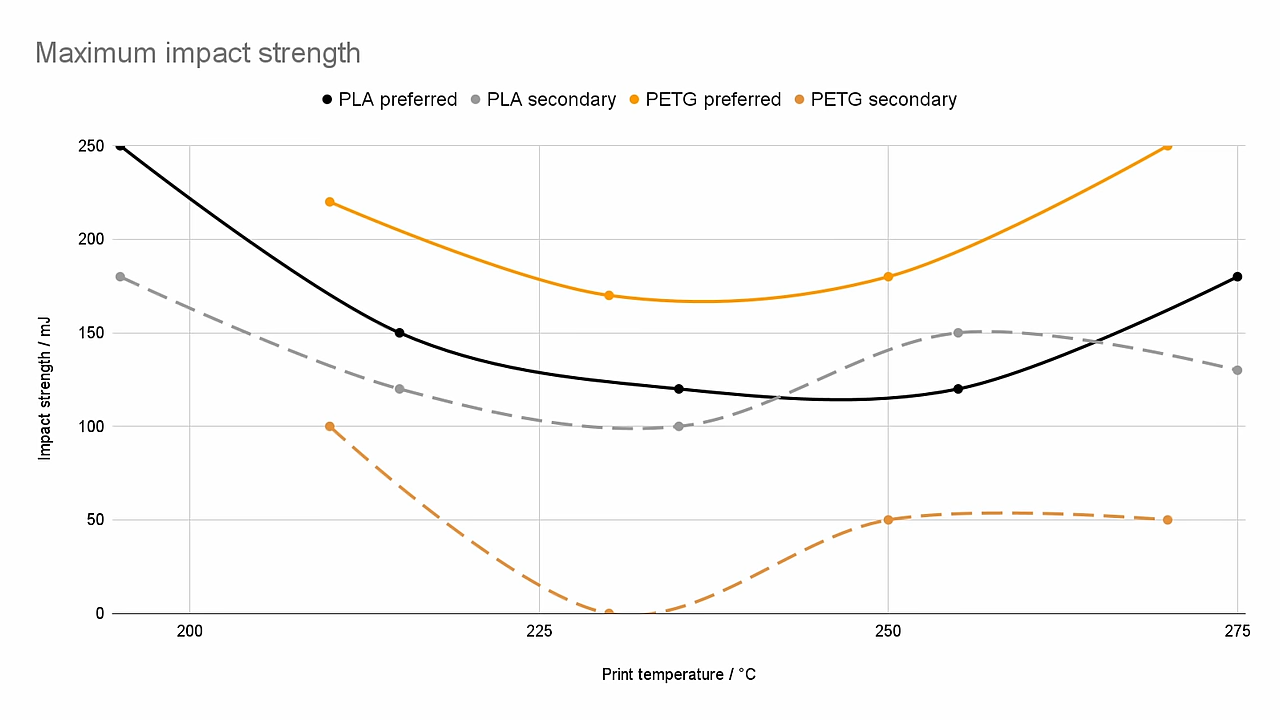 Maximum impact strength
PLA preferred PLA secondary PETG preferred PETG secondary
250
200
150
100
50
0
Impact strength / mJ
200 225 250 275
Print temperature / °C